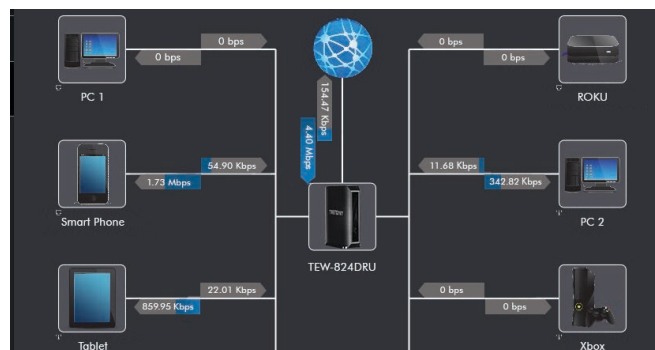 0 bps
0 bps
PC 1
154.47 Kbps
4.40 Mbps
0 bps
0 bps
ROKU
54.90 Kbps
1.73 Mbps
Smart Phone
TEW-824DRU
11.68 Kbps
342.82 Kbps
PC 2
22.01 Kbps
859.95 Kbps
Tablet
0 bps
0 bps
Xbox